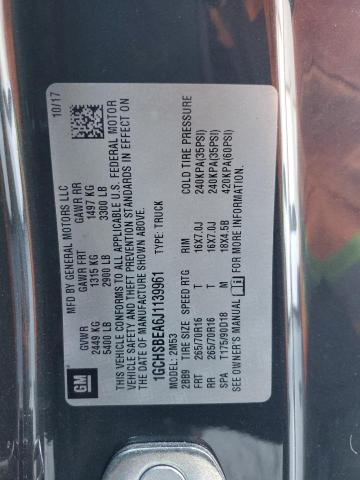 MFD BY GENERAL MOTORS LLC
10/17
GVWR GAWR FRT GAWR RR
2449 KG 1315 KG 1497 KG
5400 LB 2900 LB 3300 LB
THIS VEHICLE CONFORMS TO ALL APPLICABLE U.S. FEDERAL MOTOR
VEHICLE SAFETY AND THEFT PREVENTION STANDARDS IN EFFECT ON
THE DATE OF MANUFACTURE SHOWN ABOVE.
1GCHSBEA6J1139961
TYPE: TRUCK
GM
2M53
2BB9 TIRE SIZE SPEED RTG RIM COLD TIRE PRESSURE
FRT 265/70R16 T 16X7.0J 240KPA(35PSI)
RR 265/70R16 T 16X7.0J 240KPA(35PSI)
SPA T175/90D18 M 18X4.5B 420KPA(60PSI)
SEE OWNER'S MANUAL FOR MORE INFORMATION.